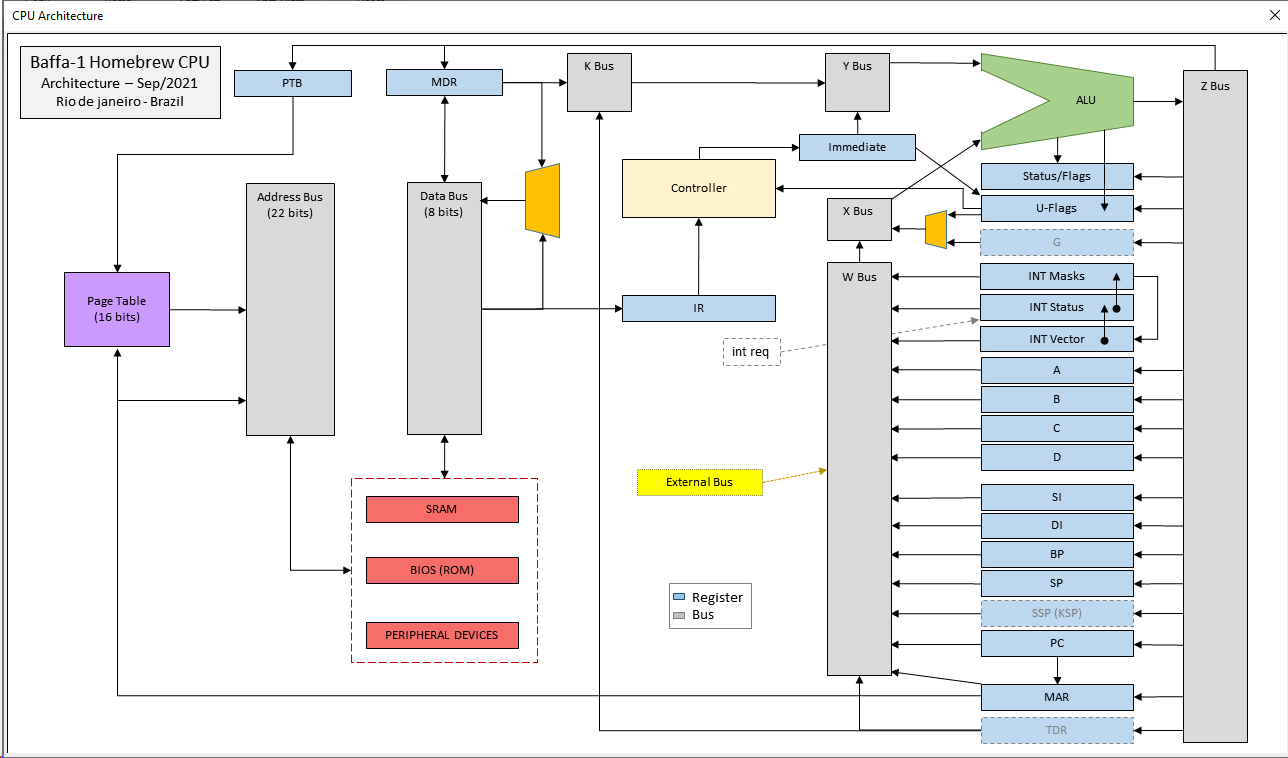 CPU Architecture
Baffa-1 Homebrew CPU
Architecture – Sep/2021
Rio de janeiro - Brazil
PTB
MDR
K Bus
Y Bus
ALU
Z Bus
Immediate
Controller
Status/Flags
U-Flags
G
Address Bus
(22 bits)
Data Bus
(8 bits)
X Bus
W Bus
INT Masks
INT Status
INT Vector
Page Table
(16 bits)
IR
int req
A
B
C
D
External Bus
SI
DI
BP
SP
SSP (KSP)
PC
MAR
TDR
SRAM
BIOS (ROM)
PERIPHERAL DEVICES
Register
Bus